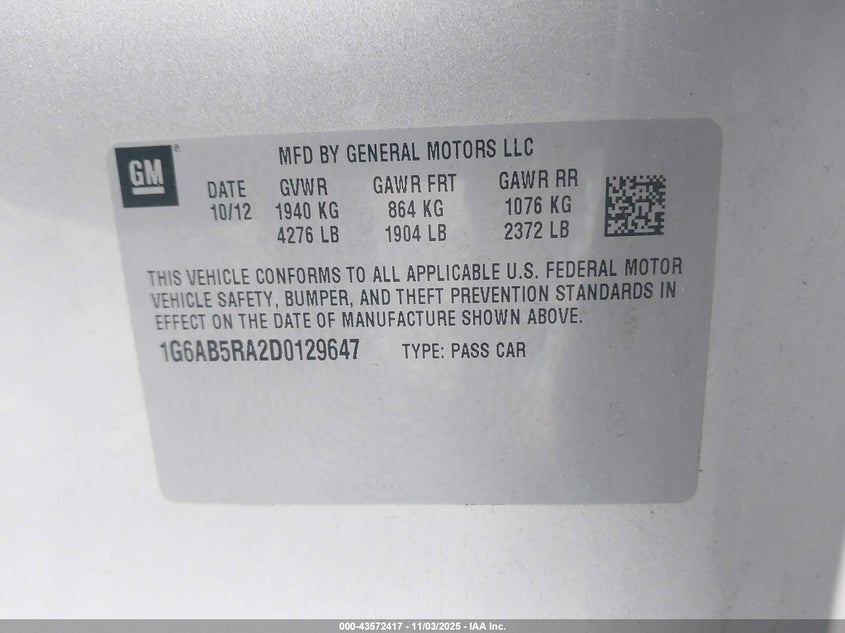 GM®
MFD BY GENERAL MOTORS LLC
DATE GVWR GAWR FRT GAWR RR
10/12 1940 KG 864 KG 1076 KG
4276 LB 1904 LB 2372 LB
THIS VEHICLE CONFORMS TO ALL APPLICABLE U.S. FEDERAL MOTOR
VEHICLE SAFETY, BUMPER, AND THEFT PREVENTION STANDARDS IN
EFFECT ON THE DATE OF MANUFACTURE SHOWN ABOVE.
1G6AB5RA2D0129647 TYPE: PASS CAR
000-43572417 - 11/03/2025 - IAA Inc.